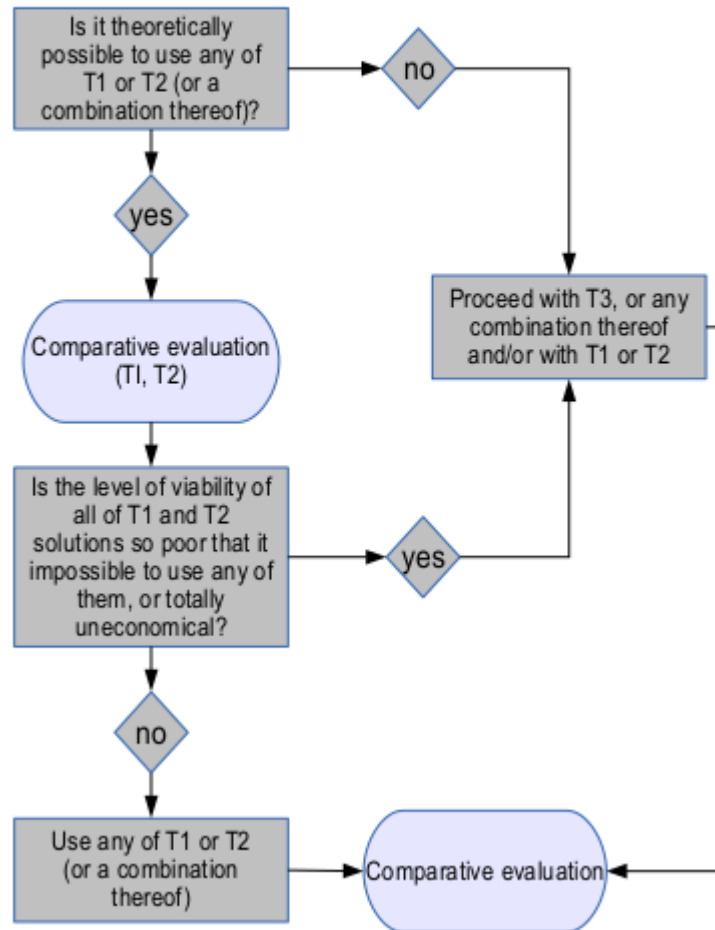 Is it theoretically
possible to use any of
T1 or T2 (or a
combination thereof)?
no
yes
Comparative evaluation
(TI, T2)
Proceed with T3, or any
combination thereof
and/or with T1 or T2
Is the level of viability of
all of T1 and T2
solutions so poor that it
impossible to use any of
them, or totally
uneconomical?
yes
no
Use any of T1 or T2
(or a combination
thereof)
Comparative evaluation